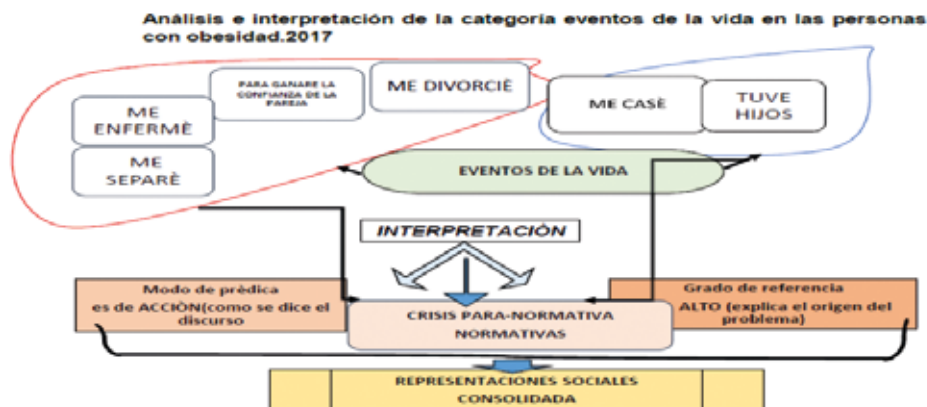 Análisis e interpretación de la categoría eventos de la vida en las personas
con obesidad.2017
PARA GANARE LA
CONFIANZA DE LA
PAREJA
ME DIVORCIÈ
ME
ENFERMÈ
ME
SEPARÈ
ME CASÈ
TUVE
HIJOS
EVENTOS DE LA VIDA
INTERPRETACIÒN
Modo de prèdica
es de ACCIÒN(como se dice el
discurso
Grado de referencia
ALTO (explica el origen del
problema)
CRISIS PARA-NORMATIVA
NORMATIVAS
REPRESENTACIONES SOCIALES
CONSOLIDADA